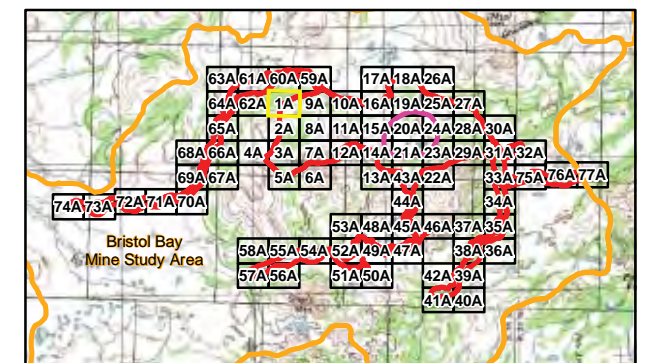 63A 61A 60A 59A 17A 18A 26A
64A 62A 1A 9A 10A 16A 19A 25A 27A
65A 2A 8A 11A 15A 20A 24A 28A 30A
68A 66A 4A 3A 7A 12A 14A 21A 23A 29A 31A 32A
69A 67A 5A 6A 13A 43A 22A 33A 75A 76A 77A
74A 73A 72A 71A 70A 44A 34A
53A 48A 45A 46A 37A 35A
Bristol Bay
Mine Study Area
58A 55A 54A 52A 49A 47A 38A 36A
57A 56A 51A 50A 42A 39A
41A 40A